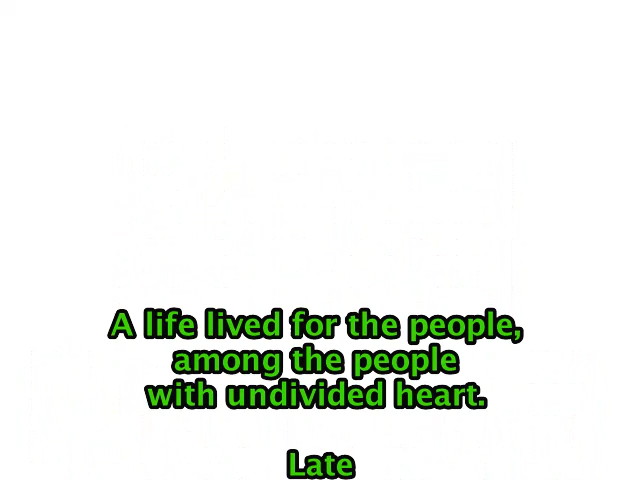 A life lived for the people,
among the people
with undivided heart.
Late